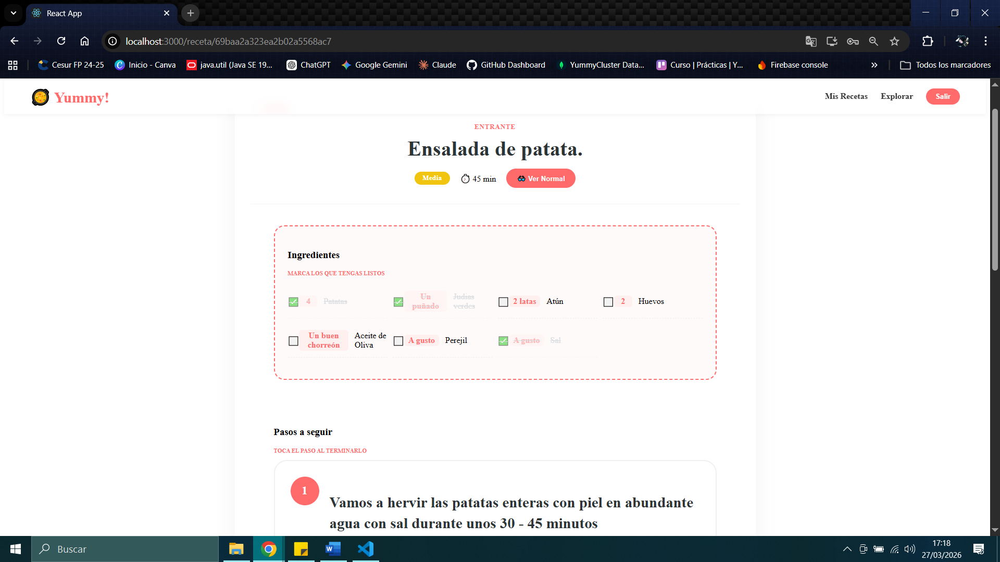 React App
localhost:3000/receta/69baa2a323ea2b02a5568ac7
Cesur FP 24-25
Inicio - Canva
java.util (Java SE 19...
ChatGPT
Google Gemini
Claude
GitHub Dashboard
YummyCluster Data...
Curso | Prácticas | Y...
Firebase console
Todos los marcadores
Yummy!
Mis Recetas
Explorar
Salir
ENTRANTE
Ensalada de patata.
Media
45 min
Ver Normal
Ingredientes
MARCA LOS QUE TENGAS LISTOS
4 Patatas
Un puñado
Judias verdes
2 latas Atún
2 Huevos
Un buen chorreón
Aceite de Oliva
A gusto Perejil
A gusto Sal
Pasos a seguir
TOCA EL PASO AL TERMINARLO
1
Vamos a hervir las patatas enteras con piel en abundante
agua con sal durante unos 30 - 45 minutos
Buscar
17:18
27/03/2026